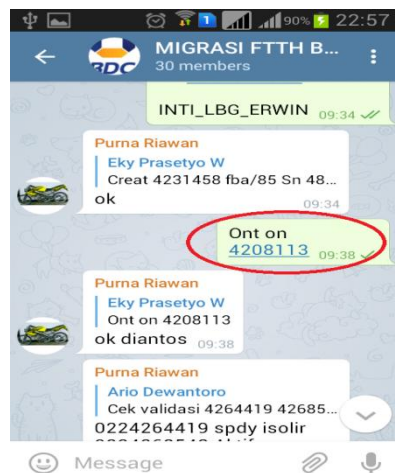 90% 22:57
BDC
MIGRASI FTTH B...
30 members
INTI_LBG_ERWIN 09:34
Purna Riawan
Eky Prasetyo W
Creat 4231458 fba/85 Sn 48...
ok
09:34
Ont on
4208113 09:38
Purna Riawan
Eky Prasetyo W
Ont on 4208113
ok diantos 09:38
Purna Riawan
Ario Dewantoro
Cek validasi 4264419 42685...
0224264419 spdy isolir
Message